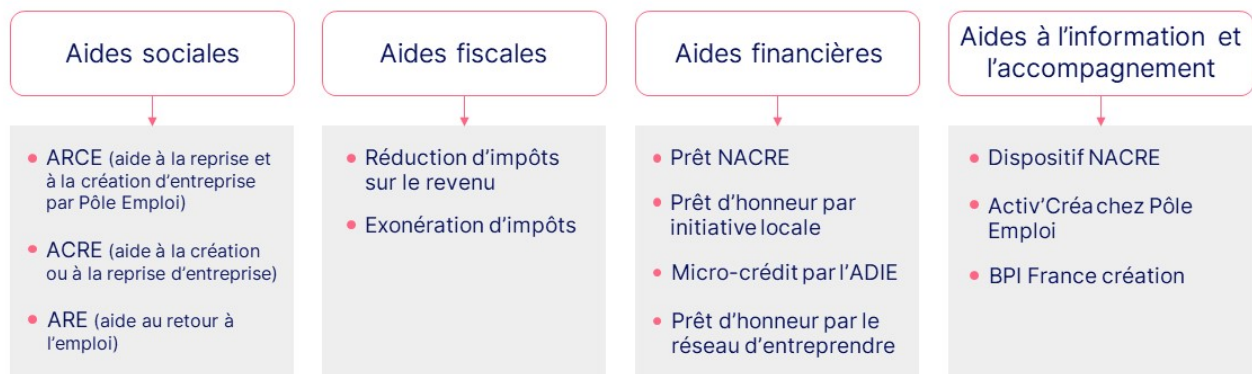 Aides sociales
ARCE (aide à la reprise et
à la création d'entreprise
par Pôle Emploi)
ACRE (aide à la création
ou à la reprise d'entreprise)
ARE (aide au retour à
l'emploi)
Aides fiscales
Réduction d'impôts
sur le revenu
Exonération d'impôts
Aides financières
Prêt NACRE
Prêt d'honneur par
initiative locale
Micro-crédit par l'ADIE
Prêt d'honneur par le
réseau d'entreprendre
Aides à l'information et
l'accompagnement
Dispositif NACRE
Activ'Créa chez Pôle
Emploi
BPI France création